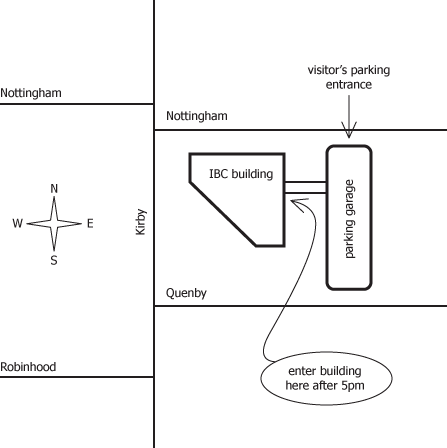 visitor's parking
entrance
Nottingham
Nottingham
IBC building
parking garage
N
W
E
S
Kirby
Quenby
Robinhood
enter building
here after 5pm